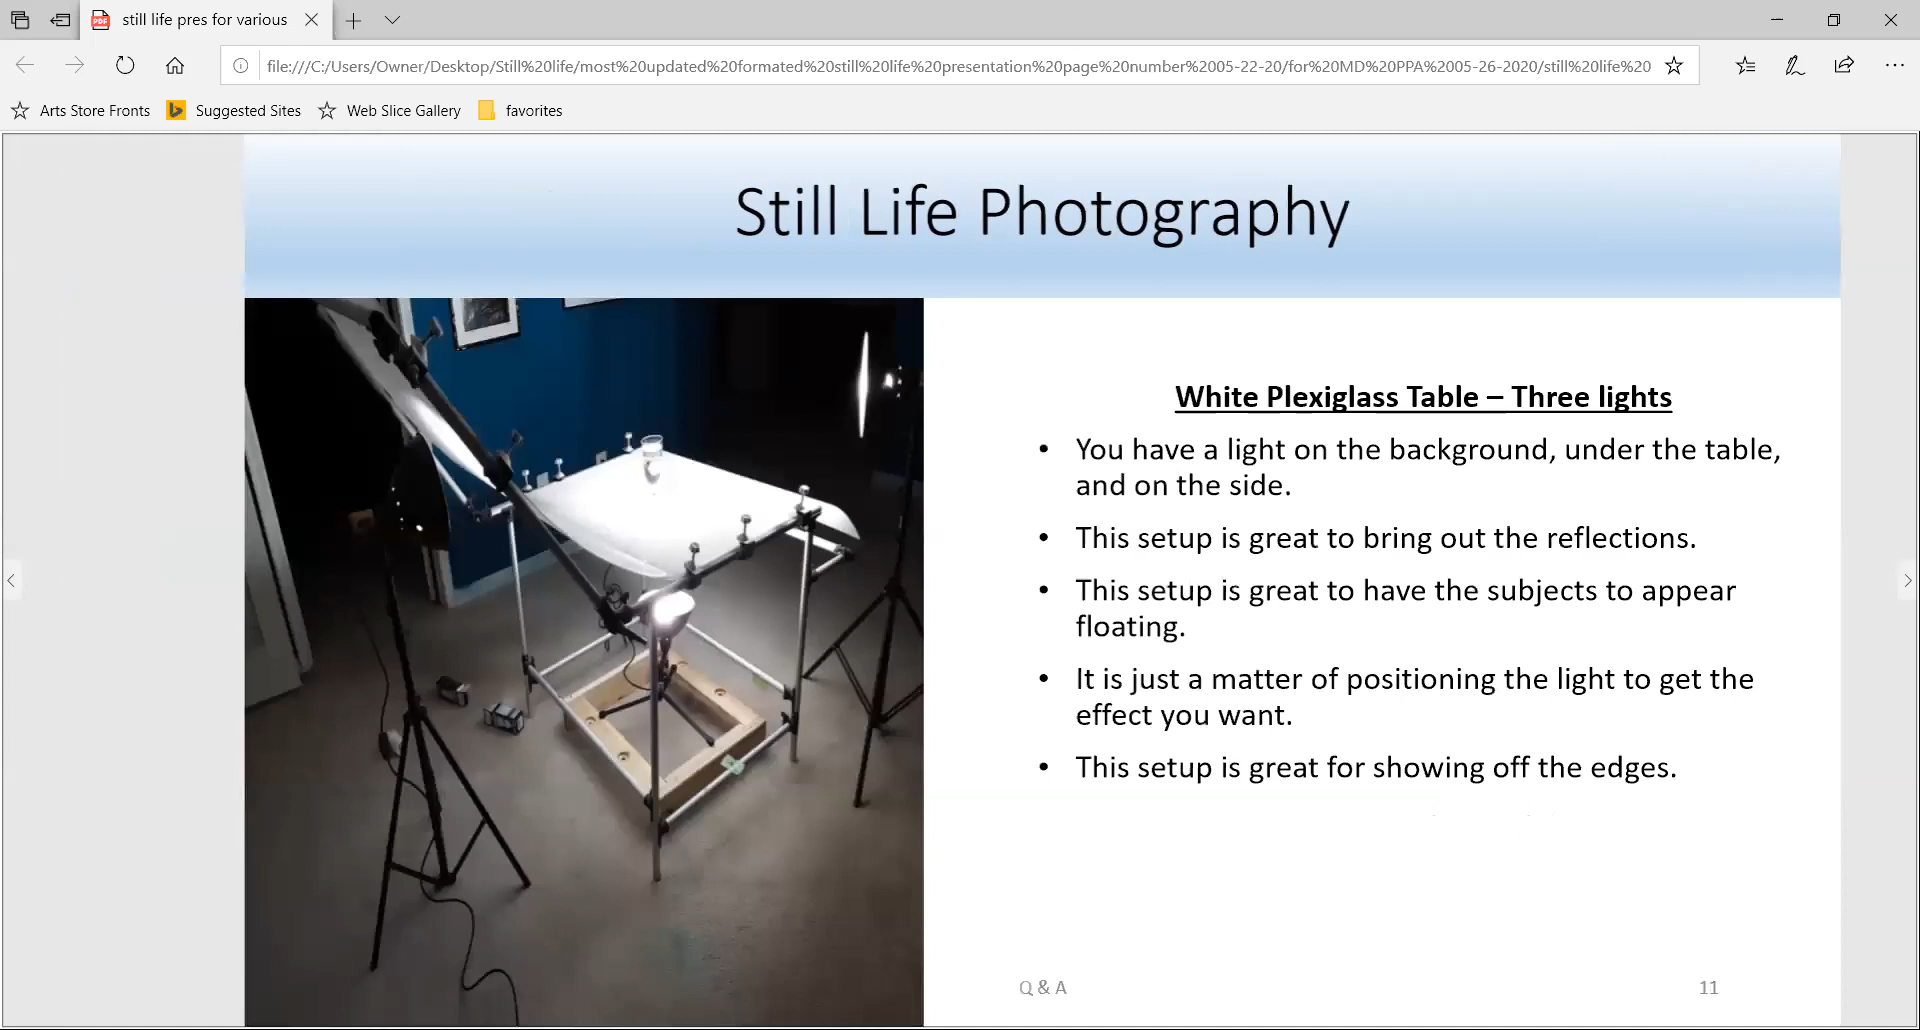 still life pres for various
file:///C:/Users/Owner/Desktop/Still%20life/most%20updated%20formated%20still%20life%20presentation%20page%20number%2005-22-20/for%20MD%20PPA%2005-26-2020/still%20life%20
Arts Store Fronts
Suggested Sites
Web Slice Gallery
favorites
Still Life Photography
White Plexiglass Table – Three lights
• You have a light on the background, under the table,
and on the side.
• This setup is great to bring out the reflections.
• This setup is great to have the subjects to appear
floating.
• It is just a matter of positioning the light to get the
effect you want.
• This setup is great for showing off the edges.
Q & A
11